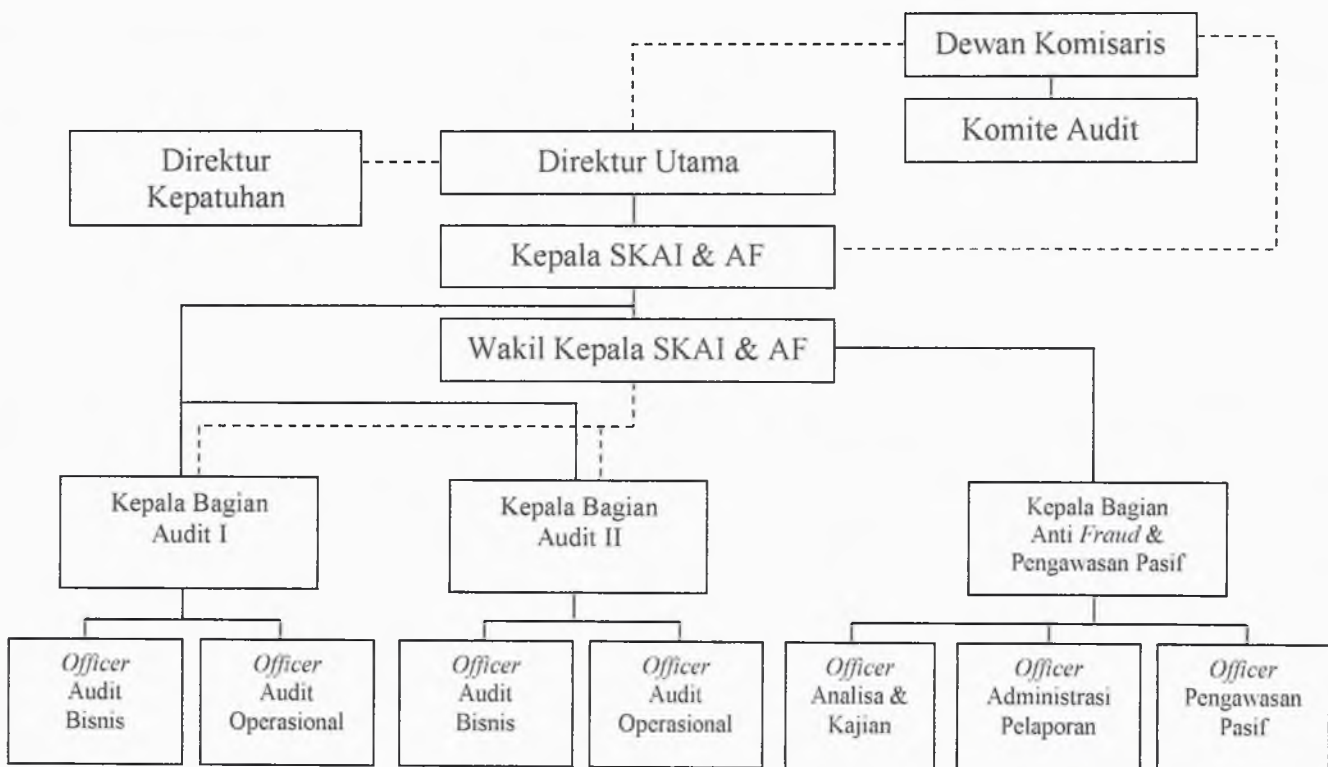 Dewan Komisaris
Komite Audit
Direktur
Kepatuhan
Direktur Utama
Kepala SKAI & AF
Wakil Kepala SKAI & AF
Kepala Bagian
Audit I
Kepala Bagian
Audit II
Kepala Bagian
Anti Fraud &
Pengawasan Pasif
Officer
Audit
Bisnis
Officer
Audit
Operasional
Officer
Audit
Bisnis
Officer
Audit
Operasional
Officer
Analisa &
Kajian
Officer
Administrasi
Pelaporan
Officer
Pengawasan
Pasif